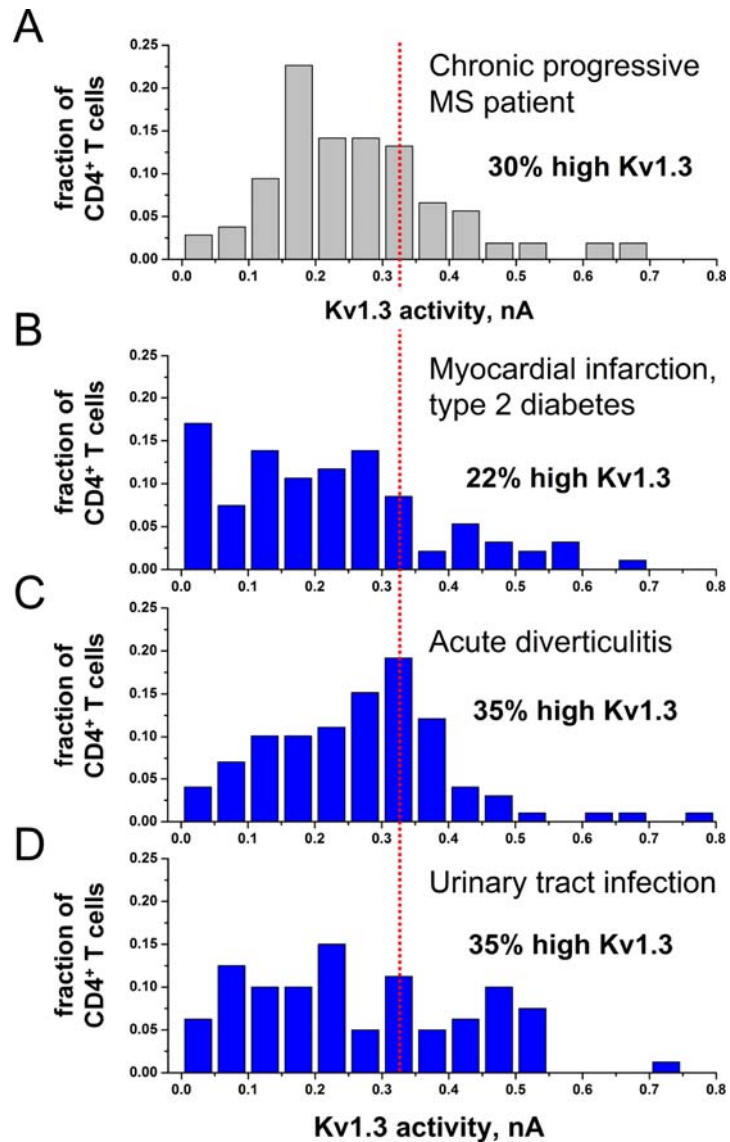 A
fraction of
CD4⁺ T cells
0.25
0.20
0.15
0.10
0.05
0.00
Chronic progressive
MS patient
30% high Kv1.3
0.0 0.1 0.2 0.3 0.4 0.5 0.6 0.7 0.8
Kv1.3 activity, nA
B
fraction of
CD4⁺ T cells
0.25
0.20
0.15
0.10
0.05
0.00
Myocardial infarction,
type 2 diabetes
22% high Kv1.3
0.0 0.1 0.2 0.3 0.4 0.5 0.6 0.7 0.8
C
fraction of
CD4⁺ T cells
0.25
0.20
0.15
0.10
0.05
0.00
Acute diverticulitis
35% high Kv1.3
0.0 0.1 0.2 0.3 0.4 0.5 0.6 0.7 0.8
D
fraction of
CD4⁺ T cells
0.25
0.20
0.15
0.10
0.05
0.00
Urinary tract infection
35% high Kv1.3
0.0 0.1 0.2 0.3 0.4 0.5 0.6 0.7 0.8
Kv1.3 activity, nA